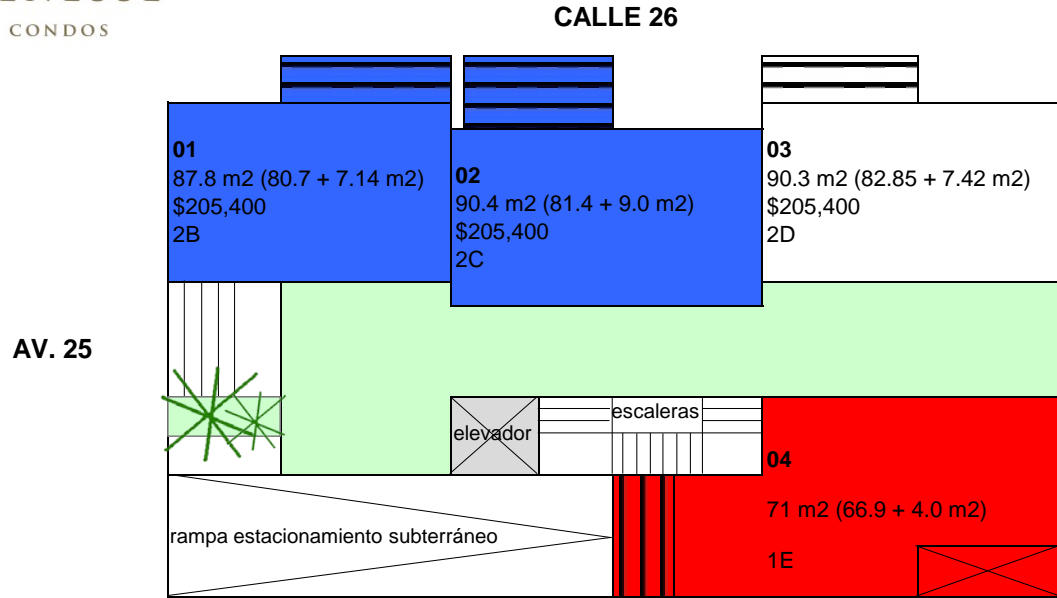 CONDOS
CALLE 26
01
87.8 m2 (80.7 + 7.14 m2)
$205,400
2B
02
90.4 m2 (81.4 + 9.0 m2)
$205,400
2C
03
90.3 m2 (82.85 + 7.42 m2)
$205,400
2D
AV. 25
elevador
escaleras
04
71 m2 (66.9 + 4.0 m2)
1E
rampa estacionamiento subterráneo